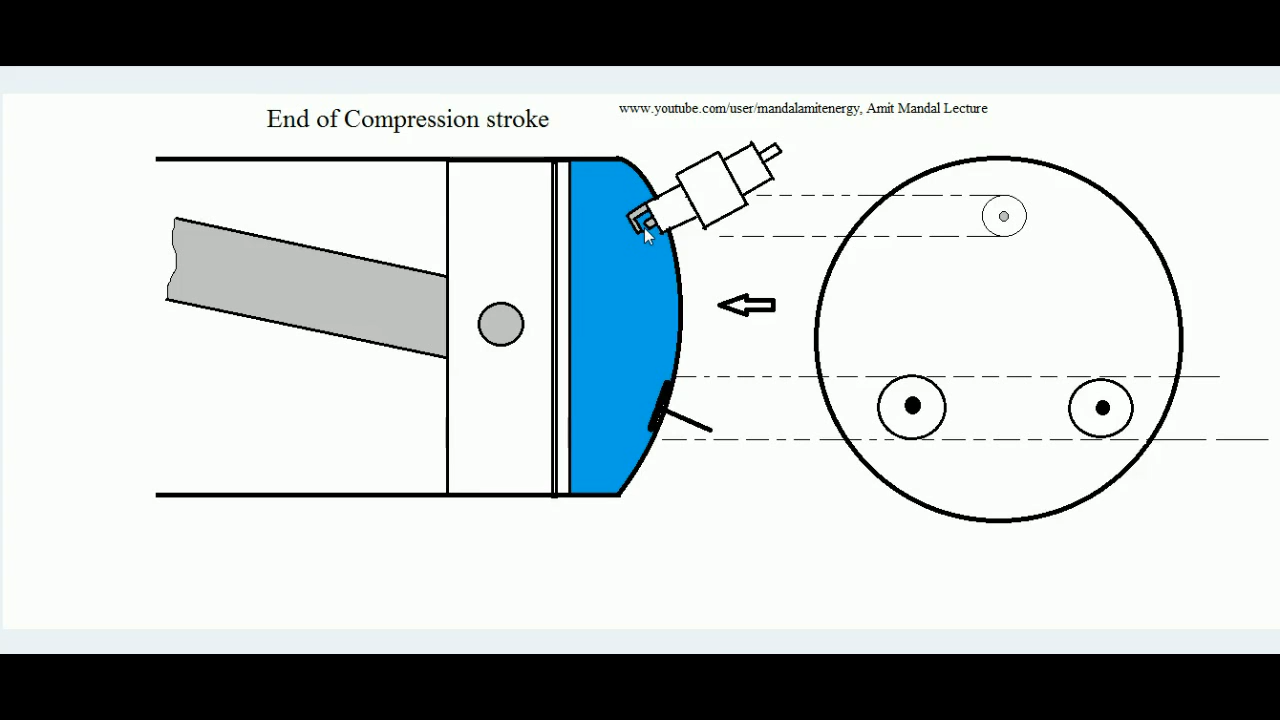 End of Compression stroke
www.youtube.com/user/mandalamitenergy, Amit Mandal Lecture